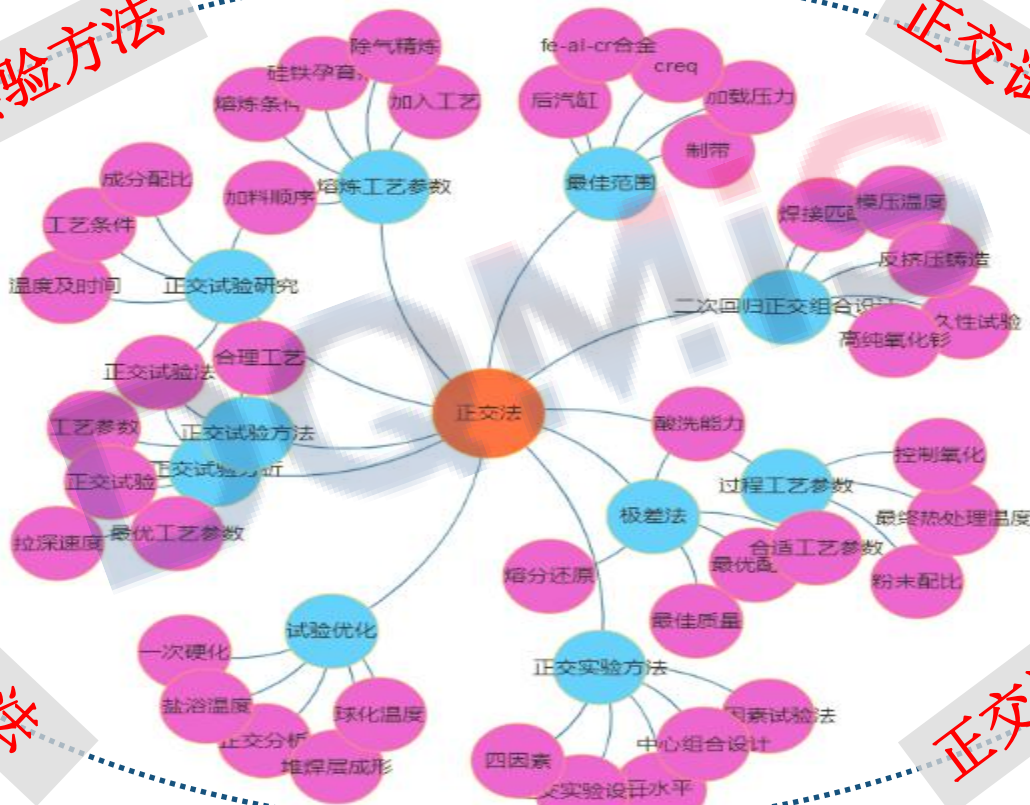 验方法
正交试
除气精炼
硅铁孕育
熔炼条件
加入工艺
fe-al-cr合金
creq
后汽缸
加载压力
制带
熔炼工艺参数
最佳范围
加料顺序
成分配比
工艺条件
温度及时间
正交试验研究
焊接匹配
模压温度
反挤压铸造
二次回归正交组合设计
久性试验
高纯氧化钐
合理工艺
正交试验法
正交法
工艺参数
正交试验方法
正交试验分析
正交试验
拉深速度
最优工艺参数
酸洗能力
控制氧化
过程工艺参数
极差法
最终热处理温度
合适工艺参数
最优配
熔分还原
粉末配比
最佳质量
试验优化
一次硬化
盐浴温度
正交分析
球化温度
堆焊层成形
正交实验方法
因素试验法
中心组合设计
四因素
交实验设计
水平
法
正交
GMiS